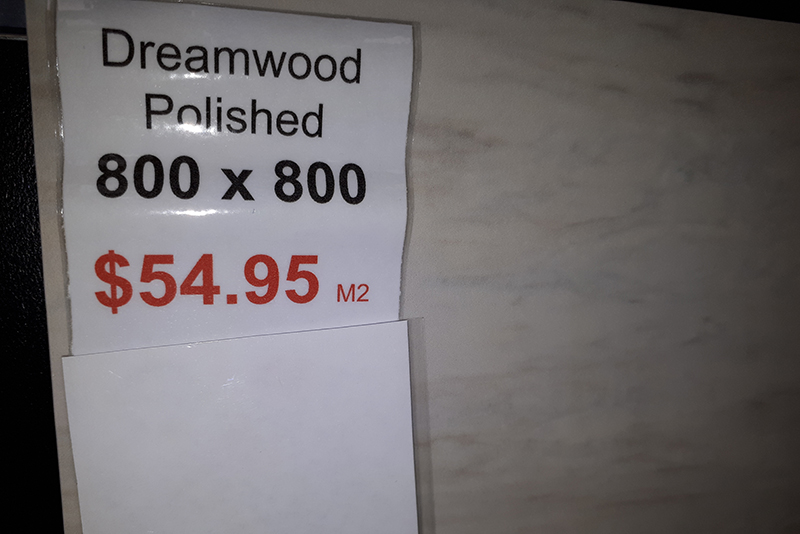 Dreamwood
Polished
800 x 800
$54.95 M2